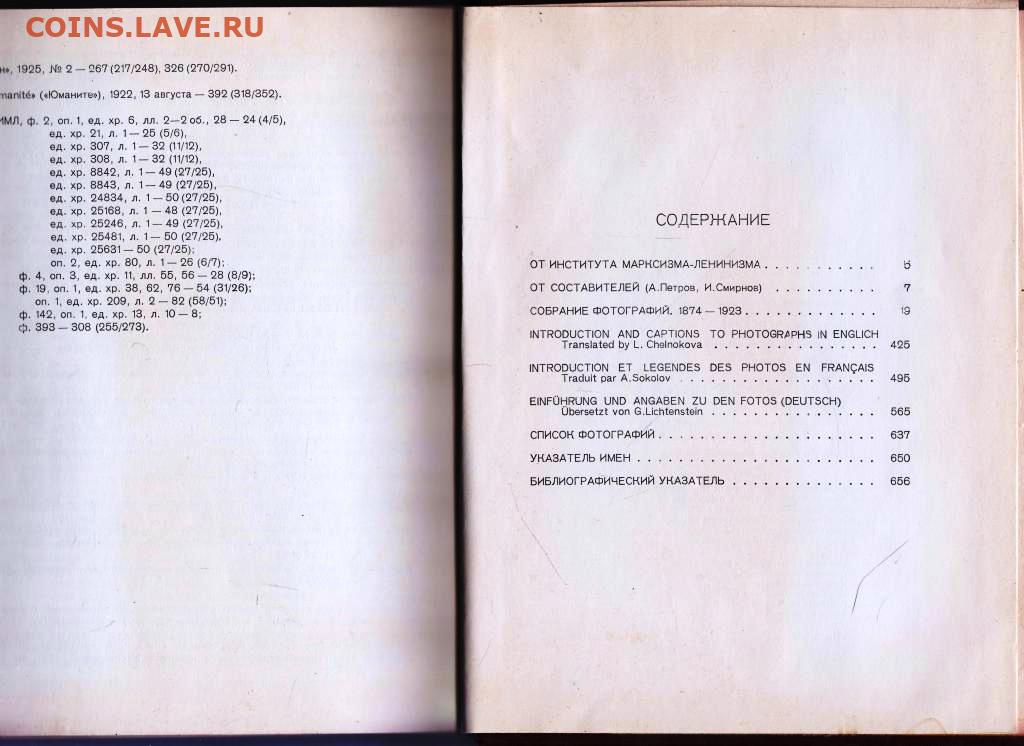 COINS.LAVE.RU
н», 1925, № 2 — 267 (217/248), 326 (270/291).
manité» («Юманите»), 1922, 13 августа — 392 (318/352).
ИМЛ, ф. 2, оп. 1, ед. хр. 6, лл. 2—2 об., 28 — 24 (4/5),
ед. хр. 21, л. 1 — 25 (5/6),
ед. хр. 307, л. 1 — 32 (11/12),
ед. хр. 308, л. 1 — 32 (11/12),
ед. хр. 8842, л. 1 — 49 (27/25),
ед. хр. 8843, л. 1 — 49 (27/25),
ед. хр. 24834, л. 1 — 50 (27/25),
ед. хр. 25168, л. 1 — 48 (27/25),
ед. хр. 25246, л. 1 — 49 (27/25),
ед. хр. 25481, л. 1 — 50 (27/25),
ед. хр. 25631 — 50 (27/25);
оп. 2, ед. хр. 80, л. 1 — 26 (6/7);
ф. 4, оп. 3, ед. хр. 11, лл. 55, 56 — 28 (8/9);
ф. 19, оп. 1, ед. хр. 38, 62, 76 — 54 (31/26);
оп. 1, ед. хр. 209, л. 2 — 82 (58/51);
ф. 142, оп. 1, ед. хр. 13, л. 10 — 8;
ф. 393 — 308 (255/273).
СОДЕРЖАНИЕ
ОТ ИНСТИТУТА МАРКСИЗМА-ЛЕНИНИЗМА . . . . . . . . . . .
ОТ СОСТАВИТЕЛЕЙ (А.Петров, И.Смирнов) . . . . . . . . . . 7
СОБРАНИЕ ФОТОГРАФИЙ. 1874 — 1923 . . . . . . . . . . . . . 19
INTRODUCTION AND CAPTIONS TO PHOTOGRAPHS IN ENGLICH
Translated by L. Chelnokova . . . . . . . . . . . . . . . . 425
INTRODUCTION ET LEGENDES DES PHOTOS EN FRANÇAIS
Traduit par A.Sokolov . . . . . . . . . . . . . . . . . . . 495
EINFÜHRUNG UND ANGABEN ZU DEN FOTOS (DEUTSCH)
Übersetzt von G.Lichtenstein . . . . . . . . . . . . . . . . 565
СПИСОК ФОТОГРАФИЙ . . . . . . . . . . . . . . . . . . . . . 637
УКАЗАТЕЛЬ ИМЕН . . . . . . . . . . . . . . . . . . . . . . . 650
БИБЛИОГРАФИЧЕСКИЙ УКАЗАТЕЛЬ . . . . . . . . . . . . . . 656